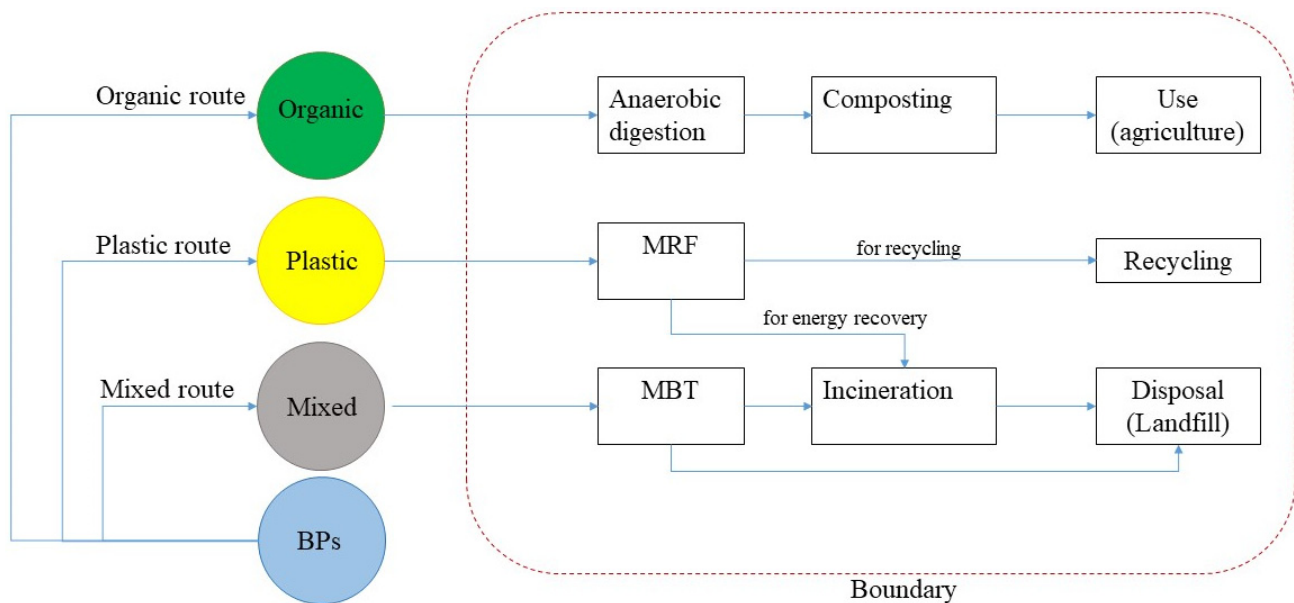 Organic route
Organic
Anaerobic
digestion
Composting
Use
(agriculture)
Plastic route
Plastic
MRF
for recycling
Recycling
for energy recovery
Mixed route
Mixed
MBT
Incineration
Disposal
(Landfill)
BPs
Boundary